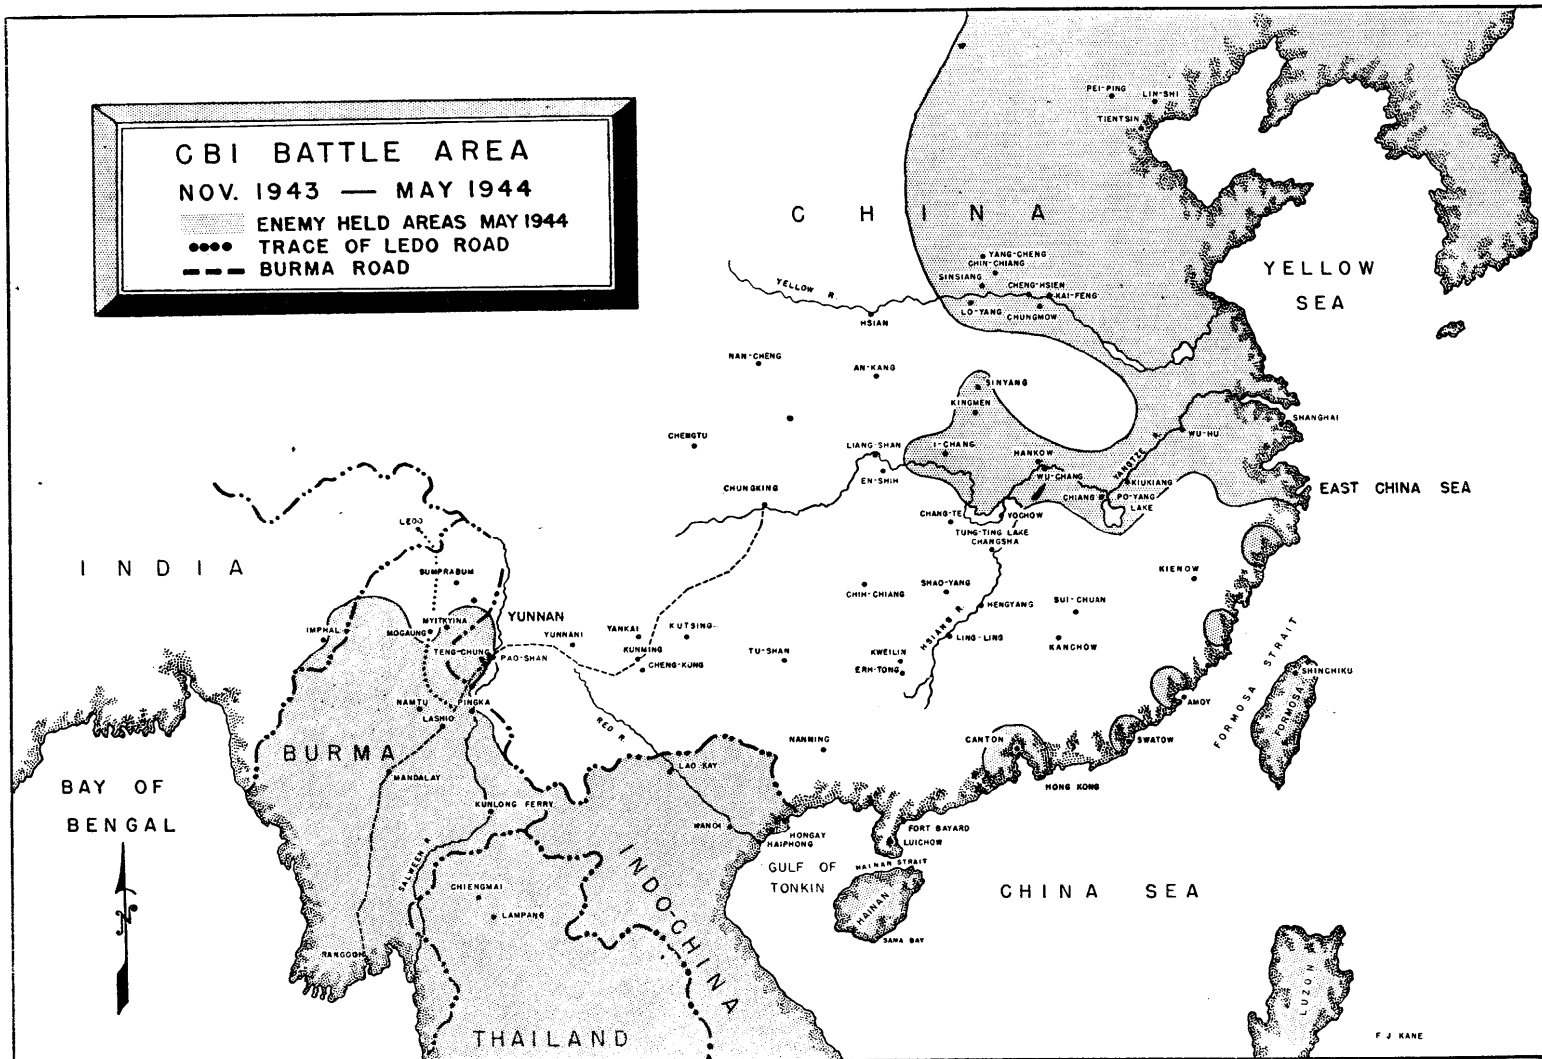 CBI BATTLE AREA
NOV. 1943 — MAY 1944
ENEMY HELD AREAS MAY 1944
TRACE OF LEDO ROAD
BURMA ROAD
PEI-PING
LIN-SHI
TIENTSIN
CHINA
YELLOW
SEA
YANG-CHENG
CHIN-CHIANG
SINSIANG
CHENG-HSIEN
KAI-FENG
YELLOW R.
LO-YANG
CHUNGMOW
HSIAN
NAN-CHENG
AN-KANG
SINYANG
KINGMEN
SHANGHAI
WU-HU
CHENGTU
LIANG-SHAN
I-CHANG
HANKOW
YANGTZE
EN-SHIH
WU-CHANG
KIUKIANG
EAST CHINA SEA
CHUNGKING
CHIANG
PO-YANG
LAKE
CHANG-TE
YOCHOW
TUNG-TING LAKE
CHANGSHA
LEDO
INDIA
SUMPRABUM
KIENOW
CHIH-CHIANG
SHAO-YANG
HENGYANG
SUI-CHUAN
YUNNAN
IMPHAL
MOGAUNG
MYITKYINA
YUNNANI
YANKAI
KUTSING
HSIANG R.
LING-LING
KANCHOW
TENG-CHUNG
PAO-SHAN
KUNMING
CHENG-KUNG
TU-SHAN
KWEILIN
ERH-TONG
FORMOSA STRAIT
SHINCHIKU
FORMOSA
NAMTU
PINGKA
LASHIO
AMOY
RED R.
NANNING
CANTON
SWATOW
BURMA
MANDALAY
LAO KAY
HONG KONG
BAY OF
BENGAL
KUNLONG FERRY
HANOI
HONGAY
HAIPHONG
FORT BAYARD
LUICHOW
SALWEEN R.
INDO-CHINA
GULF OF
TONKIN
HAINAN STRAIT
HAINAN
CHINA SEA
CHIENGMAI
LAMPANG
SAMA BAY
RANGOON
LUZON
THAILAND
F J KANE